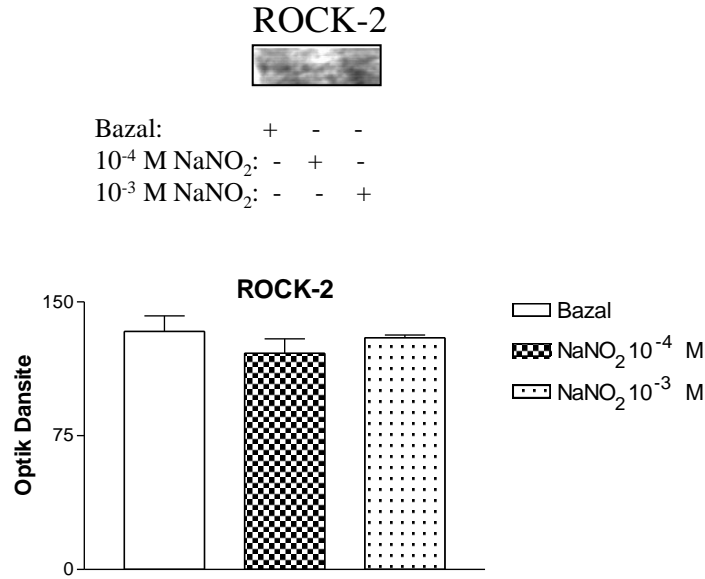 ROCK-2
Bazal: + - -
10⁻⁴ M NaNO₂: - + -
10⁻³ M NaNO₂: - - +
ROCK-2
150
75
0
Optik Dansite
Bazal
NaNO₂ 10⁻⁴ M
NaNO₂ 10⁻³ M